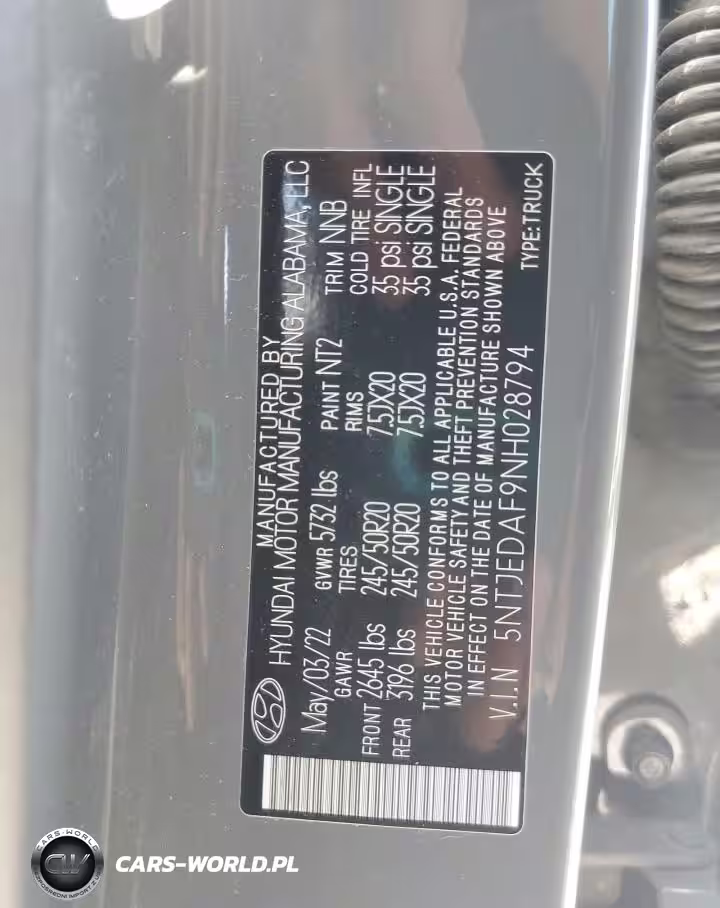 MANUFACTURED BY
HYUNDAI MOTOR MANUFACTURING ALABAMA, LLC
May/03/22 GVWR 5732 lbs PAINT NT2 TRIM NNB
GAWR TIRES RIMS COLD TIRE INFL
FRONT 2645 lbs 245/50R20 7.5JX20 35 psi SINGLE
REAR 3196 lbs 245/50R20 7.5JX20 35 psi SINGLE
THIS VEHICLE CONFORMS TO ALL APPLICABLE U.S.A. FEDERAL
MOTOR VEHICLE SAFETY AND THEFT PREVENTION STANDARDS
IN EFFECT ON THE DATE OF MANUFACTURE SHOWN ABOVE
V.I.N 5NTJEDAF9NH028794 TYPE:TRUCK
CARS-WORLD
CW
CARS-WORLD.PL